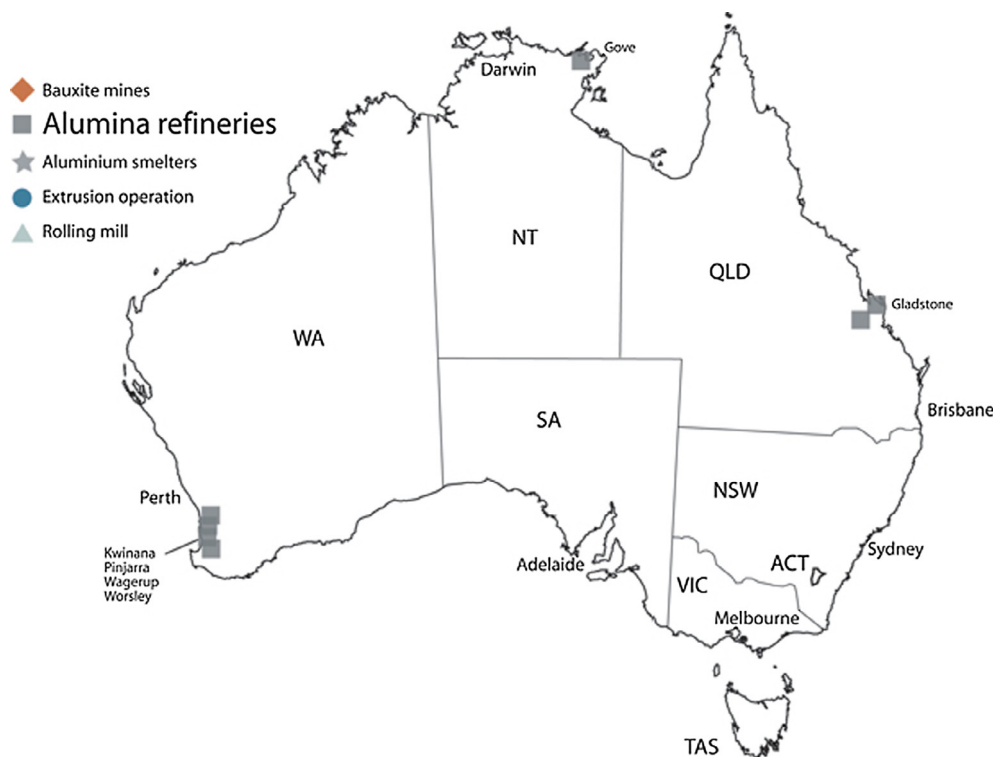 Gove
Darwin
Bauxite mines
Alumina refineries
Aluminium smelters
Extrusion operation
Rolling mill
NT
QLD
Gladstone
WA
Brisbane
SA
NSW
Perth
Sydney
Kwinana
Pinjarra
Wagerup
Worsley
Adelaide
ACT
VIC
Melbourne
TAS